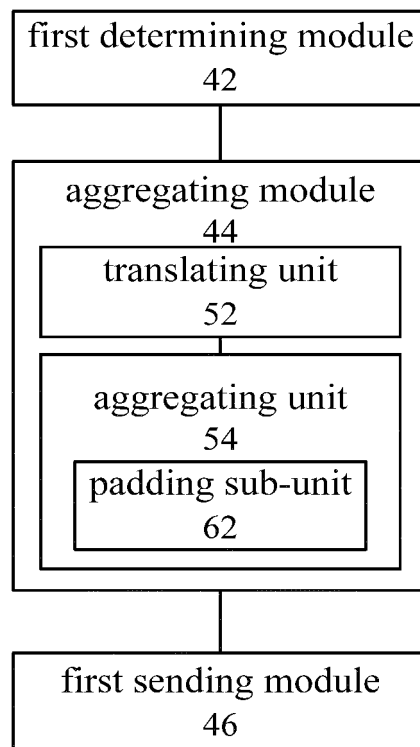 first determining module
42
aggregating module
44
translating unit
52
aggregating unit
54
padding sub-unit
62
first sending module
46